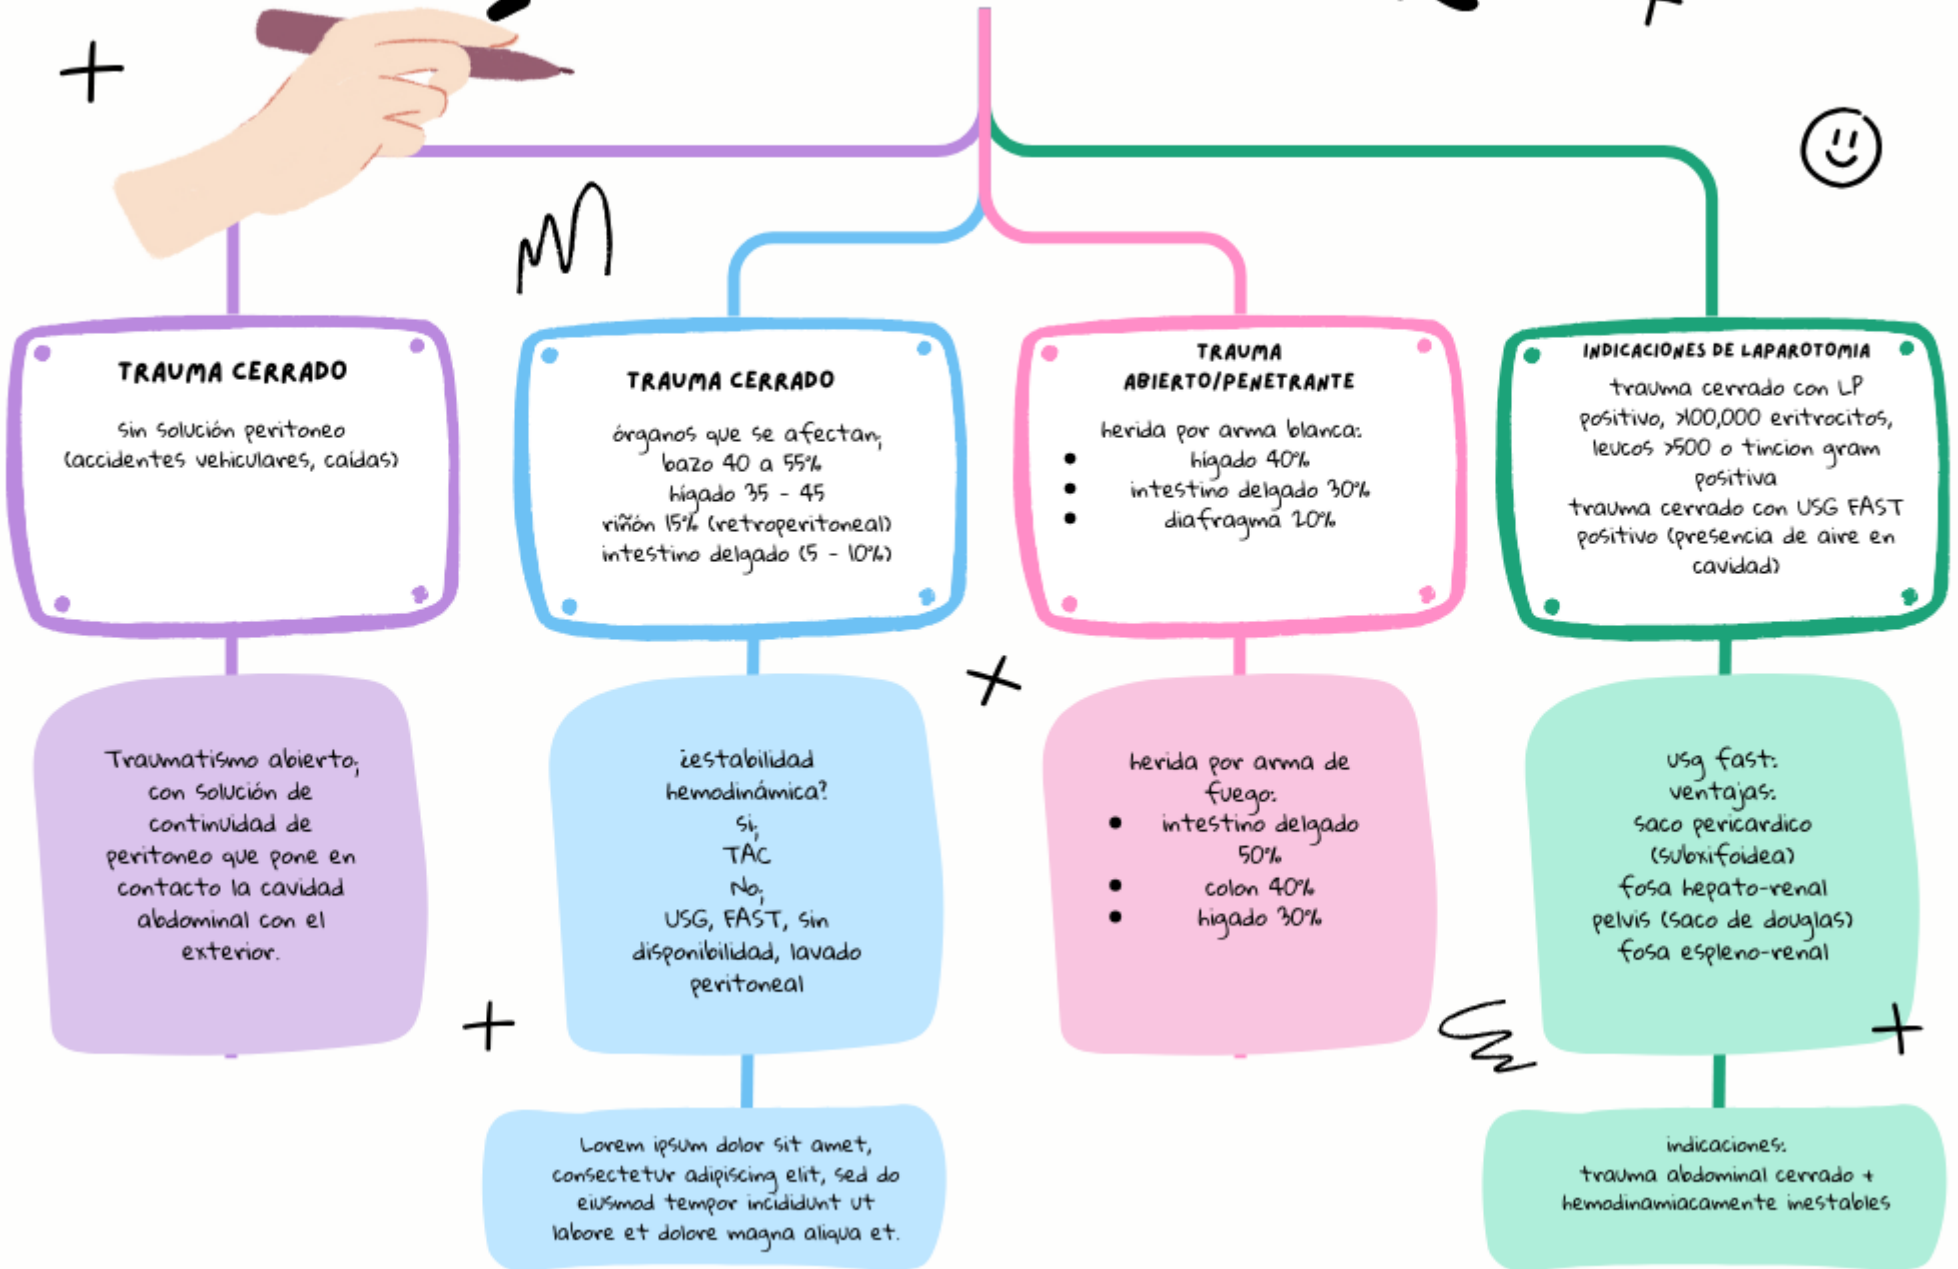 TRAUMA CERRADO
sin solución peritoneo
(accidentes vehiculares, caídas)
Traumatismo abierto;
con solución de
continuidad de
peritoneo que pone en
contacto la cavidad
abdominal con el
exterior.
TRAUMA CERRADO
órganos que se afectan;
bazo 40 a 55%
hígado 35 - 45
riñón 15% (retroperitoneal)
intestino delgado (5 - 10%)
¿estabilidad
hemodinámica?
si;
TAC
No;
USG, FAST, sin
disponibilidad, lavado
peritoneal
Lorem ipsum dolor sit amet,
consectetur adipiscing elit, sed do
eiusmod tempor incididunt ut
labore et dolore magna aliqua et.
TRAUMA
ABIERTO/PENETRANTE
herida por arma blanca:
• hígado 40%
• intestino delgado 30%
• diafragma 20%
herida por arma de
fuego:
• intestino delgado
50%
• colon 40%
• higado 30%
INDICACIONES DE LAPAROTOMIA
trauma cerrado con LP
positivo, >100,000 eritrocitos,
leucos >500 o tincion gram
positiva
trauma cerrado con USG FAST
positivo (presencia de aire en
cavidad)
usg fast:
ventajas:
saco pericardico
(subxifoidea)
fosa hepato-renal
pelvis (saco de douglas)
fosa espleno-renal
indicaciones:
trauma abdominal cerrado +
hemodinamiacamente inestables